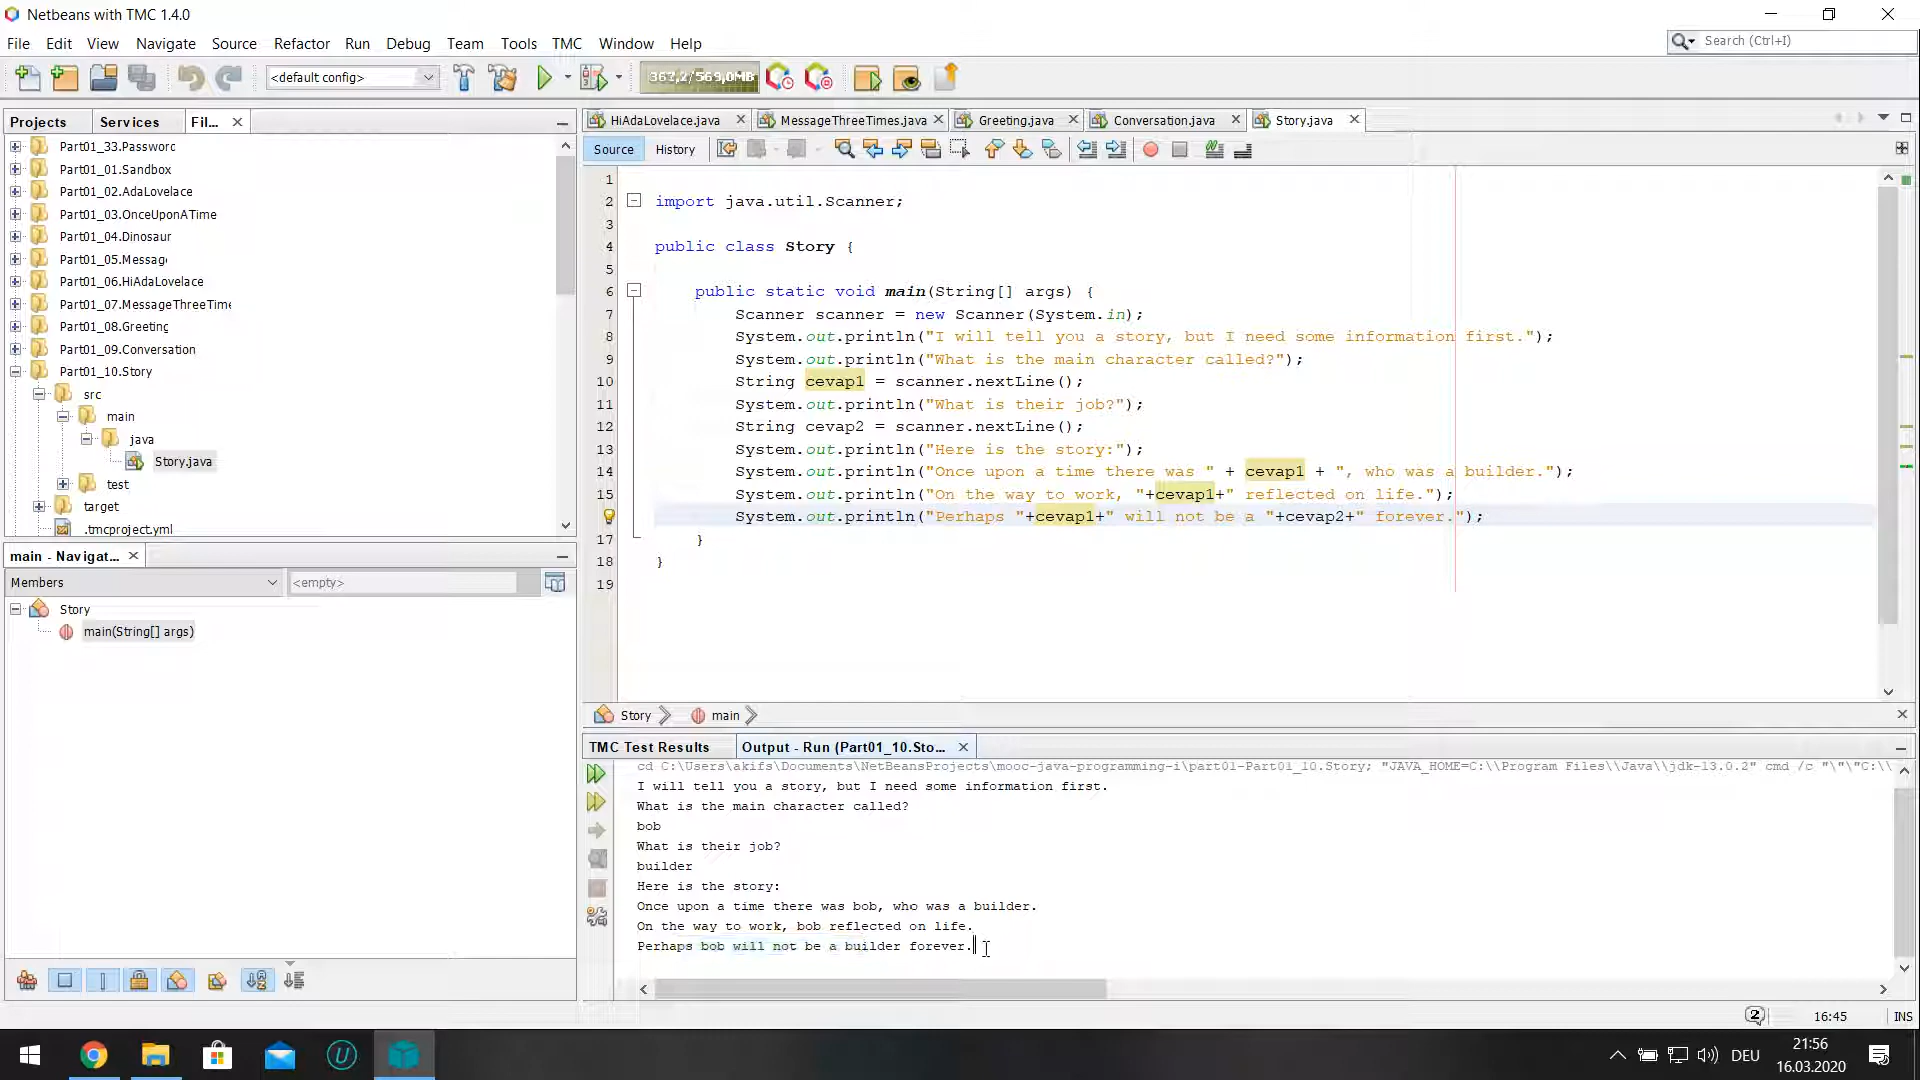 Netbeans with TMC 1.4.0
File Edit View Navigate Source Refactor Run Debug Team Tools TMC Window Help
Search (Ctrl+I)
<default config>
367,2/569,0MB
Projects Services Fil...
HiAdaLovelace.java MessageThreeTimes.java Greeting.java Conversation.java Story.java
Source History
Part01_33.Password
Part01_01.Sandbox
Part01_02.AdaLovelace
Part01_03.OnceUponATime
Part01_04.Dinosaur
Part01_05.Message
Part01_06.HiAdaLovelace
Part01_07.MessageThreeTime
Part01_08.Greeting
Part01_09.Conversation
Part01_10.Story
src
main
java
Story.java
test
target
.tmcproject.yml
1
2 import java.util.Scanner;
3
4 public class Story {
5
6 public static void main(String[] args) {
7 Scanner scanner = new Scanner(System.in);
8 System.out.println("I will tell you a story, but I need some information first.");
9 System.out.println("What is the main character called?");
10 String cevap1 = scanner.nextLine();
11 System.out.println("What is their job?");
12 String cevap2 = scanner.nextLine();
13 System.out.println("Here is the story:");
14 System.out.println("Once upon a time there was " + cevap1 + ", who was a builder.");
15 System.out.println("On the way to work, "+cevap1+" reflected on life.");
System.out.println("Perhaps "+cevap1+" will not be a "+cevap2+" forever.");
17 }
18 }
19
main - Navigat...
Members <empty>
Story
main(String[] args)
Story main
TMC Test Results Output - Run (Part01_10.Sto...
cd C:\Users\akifs\Documents\NetBeansProjects\mooc-java-programming-i\part01-Part01_10.Story; "JAVA_HOME=C:\\Program Files\\Java\\jdk-13.0.2" cmd /c "\"\"C:\\
I will tell you a story, but I need some information first.
What is the main character called?
bob
What is their job?
builder
Here is the story:
Once upon a time there was bob, who was a builder.
On the way to work, bob reflected on life.
Perhaps bob will not be a builder forever.
2 16:45 INS
DEU
21:56
16.03.2020